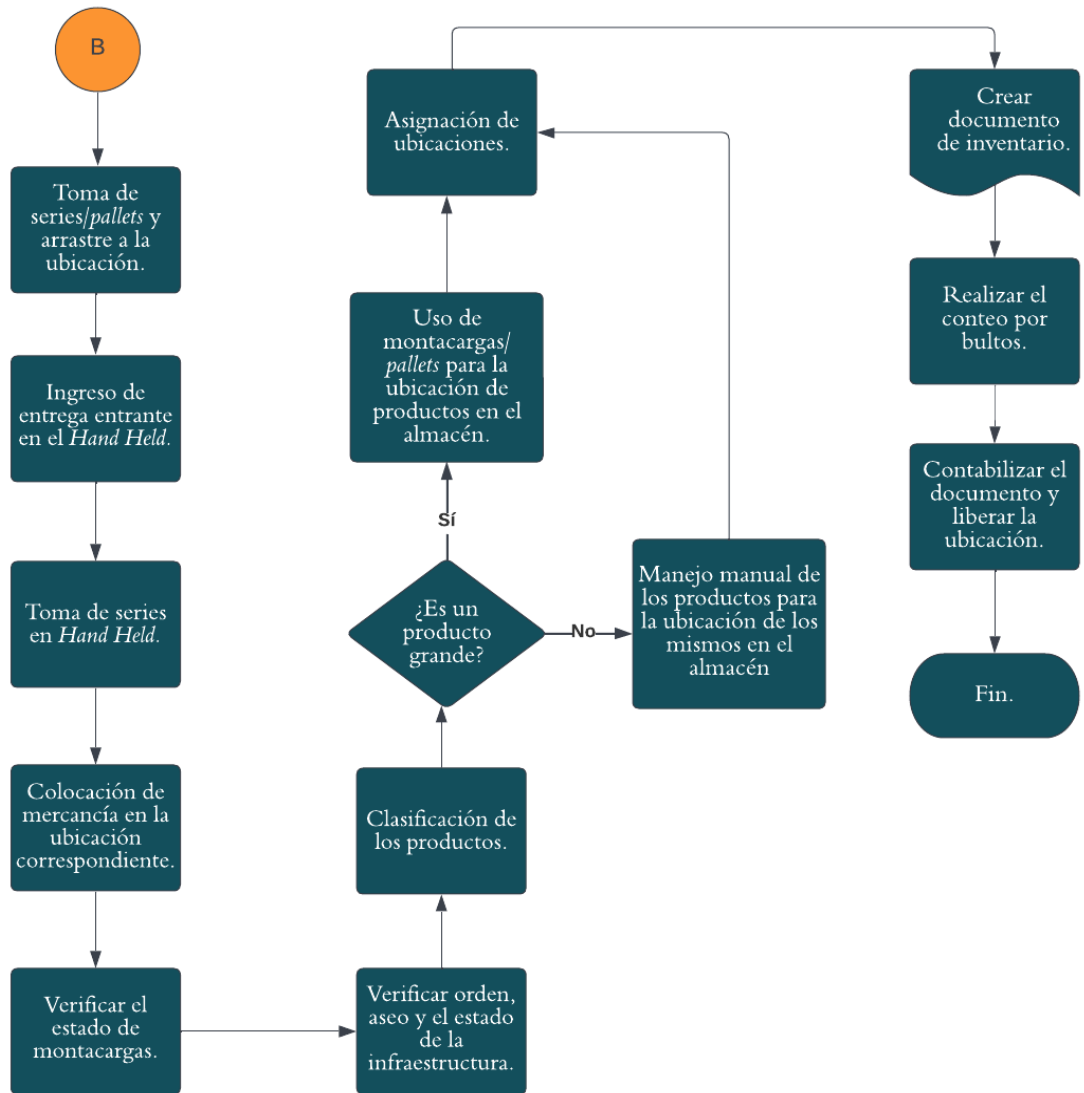 B
Toma de
series/pallets y
arrastre a la
ubicación.
Ingreso de
entrega entrante
en el Hand Held.
Toma de series
en Hand Held.
Colocación de
mercancía en la
ubicación
correspondiente.
Verificar el
estado de
montacargas.
Verificar orden,
aseo y el estado
de la
infraestructura.
Clasificación de
los productos.
¿Es un
producto
grande?
Sí
No
Uso de
montacargas/
pallets para la
ubicación de
productos en el
almacén.
Manejo manual de
los productos para
la ubicación de los
mismos en el
almacén
Asignación de
ubicaciones.
Crear
documento
de inventario.
Realizar el
conteo por
bultos.
Contabilizar el
documento y
liberar la
ubicación.
Fin.